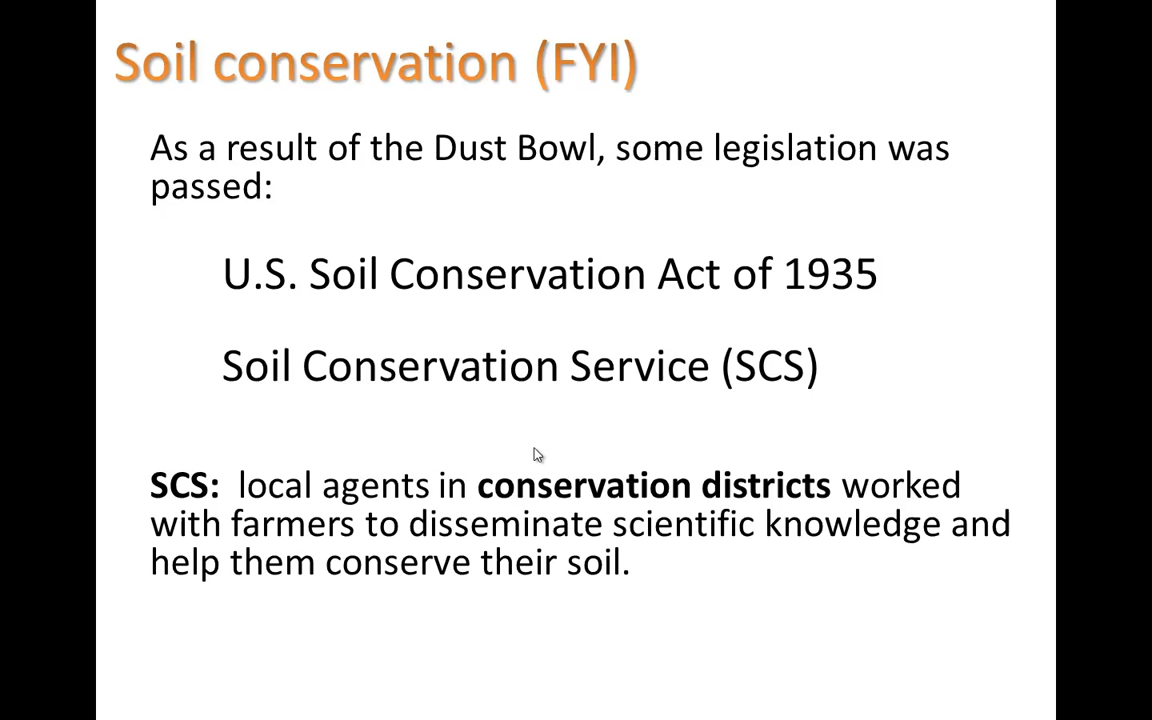 Soil conservation (FYI)
As a result of the Dust Bowl, some legislation was
passed:
U.S. Soil Conservation Act of 1935
Soil Conservation Service (SCS)
SCS:  local agents in conservation districts worked
with farmers to disseminate scientific knowledge and
help them conserve their soil.